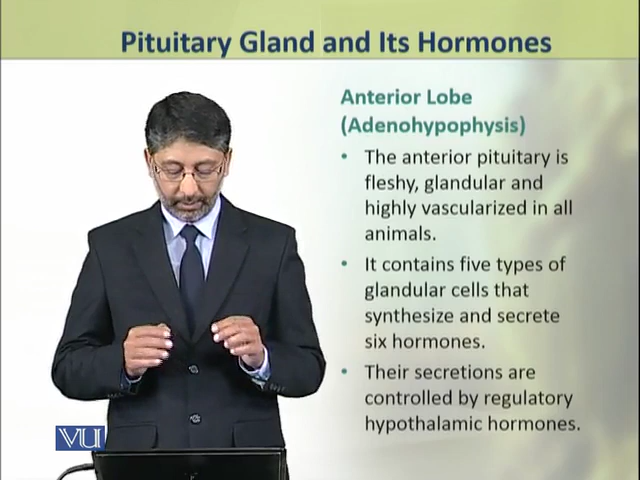 Pituitary Gland and Its Hormones
Anterior Lobe
(Adenohypophysis)
• The anterior pituitary is
fleshy, glandular and
highly vascularized in all
animals.
• It contains five types of
glandular cells that
synthesize and secrete
six hormones.
• Their secretions are
controlled by regulatory
hypothalamic hormones.
VU